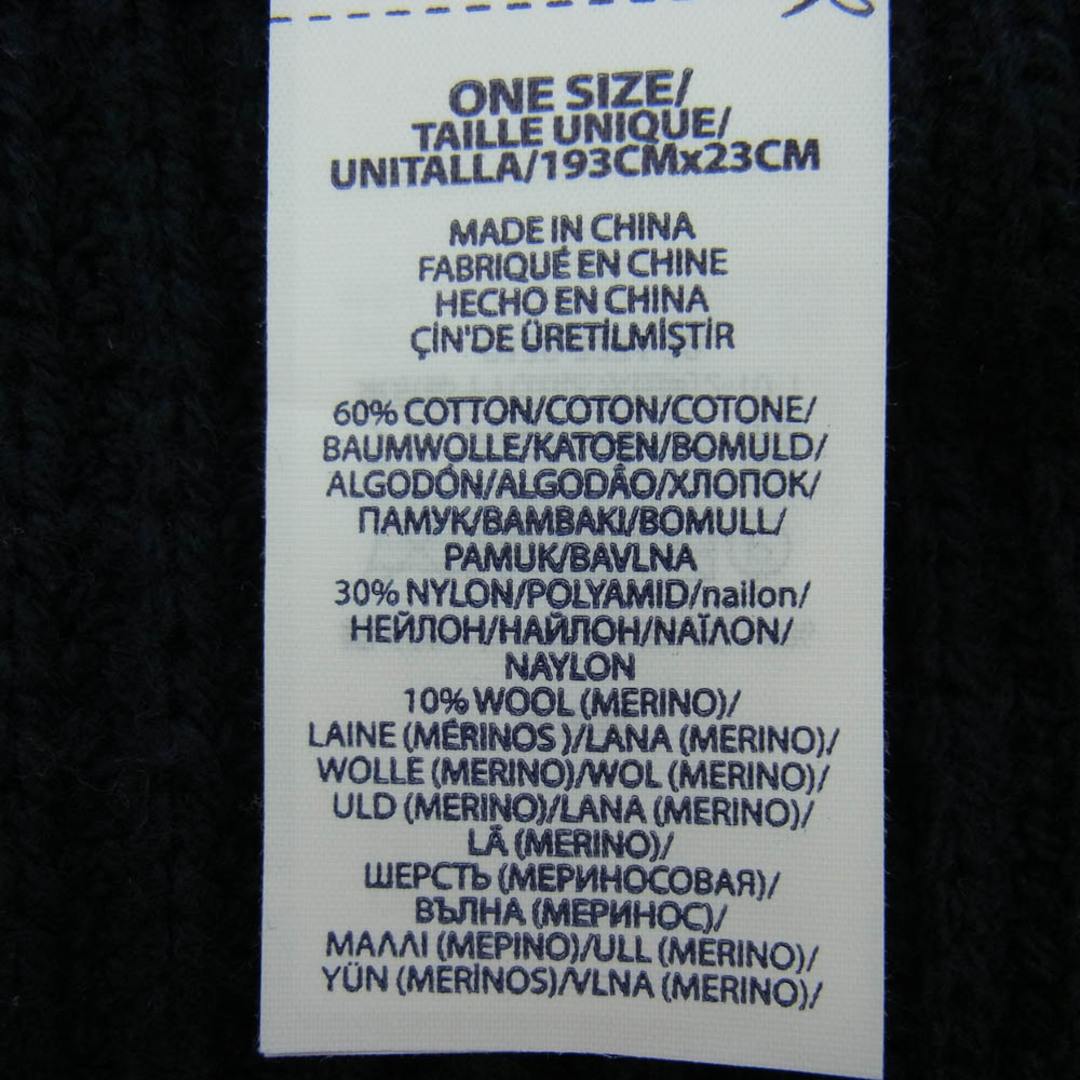 ONE SIZE/
TAILLE UNIQUE/
UNITALLA/193CMx23CM
MADE IN CHINA
FABRIQUÉ EN CHINE
HECHO EN CHINA
ÇİN'DE ÜRETİLMİŞTİR
60% COTTON/COTON/COTONE/
BAUMWOLLE/KATOEN/BOMULD/
ALGODÓN/ALGODÃO/ХЛОПОК/
ПАМУК/BAMBAKI/BOMULL/
PAMUK/BAVLNA
30% NYLON/POLYAMID/nailon/
НЕЙЛОН/НАЙЛОН/ΝΑΪΛΟΝ/
NAYLON
10% WOOL (MERINO)/
LAINE (MÉRINOS )/LANA (MERINO)/
WOLLE (MERINO)/WOL (MERINO)/
ULD (MERINO)/LANA (MERINO)/
LÃ (MERINO)/
ШЕРСТЬ (МЕРИНОСОВАЯ)/
ВЪЛНА (МЕРИНОС)/
ΜΑΛΛΙ (ΜΕΡΙΝΟ)/ULL (MERINO)/
YÜN (MERİNOS)/VLNA (MERINO)/